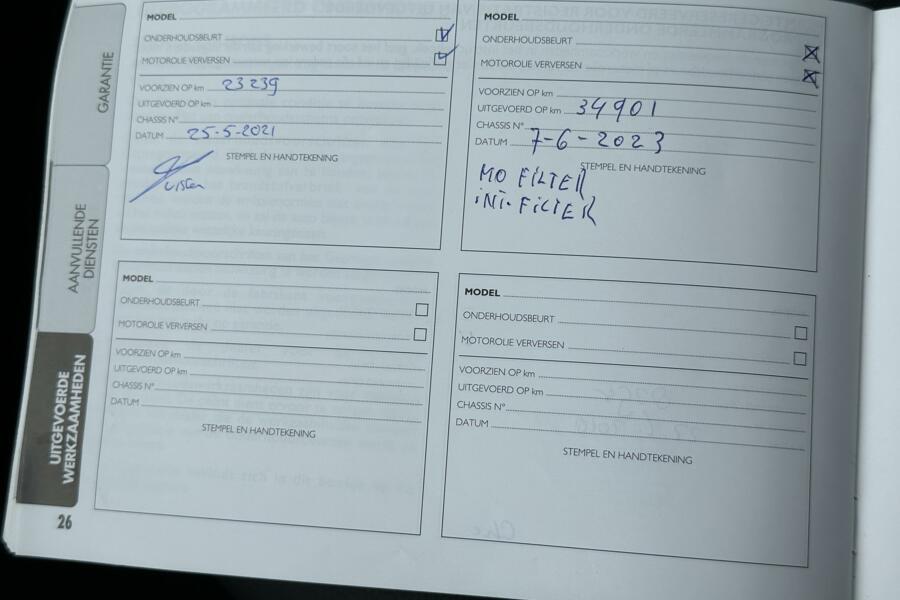 GARANTIE
AANVULLENDE
DIENSTEN
UITGEVOERDE
WERKZAAMHEDEN
26
MODEL
ONDERHOUDSBEURT
MOTOROLIE VERVERSEN
VOORZIEN OP km 23239
UITGEVOERD OP km
CHASSIS N°
DATUM 25-5-2021
STEMPEL EN HANDTEKENING
MODEL
ONDERHOUDSBEURT
MOTOROLIE VERVERSEN
VOORZIEN OP km
UITGEVOERD OP km 34901
CHASSIS N°
DATUM 7-6-2023
STEMPEL EN HANDTEKENING
MO FILTER
iNT. FiLTER
MODEL
ONDERHOUDSBEURT
MOTOROLIE VERVERSEN
VOORZIEN OP km
UITGEVOERD OP km
CHASSIS N°
DATUM
STEMPEL EN HANDTEKENING
MODEL
ONDERHOUDSBEURT
MOTOROLIE VERVERSEN
VOORZIEN OP km
UITGEVOERD OP km
CHASSIS N°
DATUM
STEMPEL EN HANDTEKENING